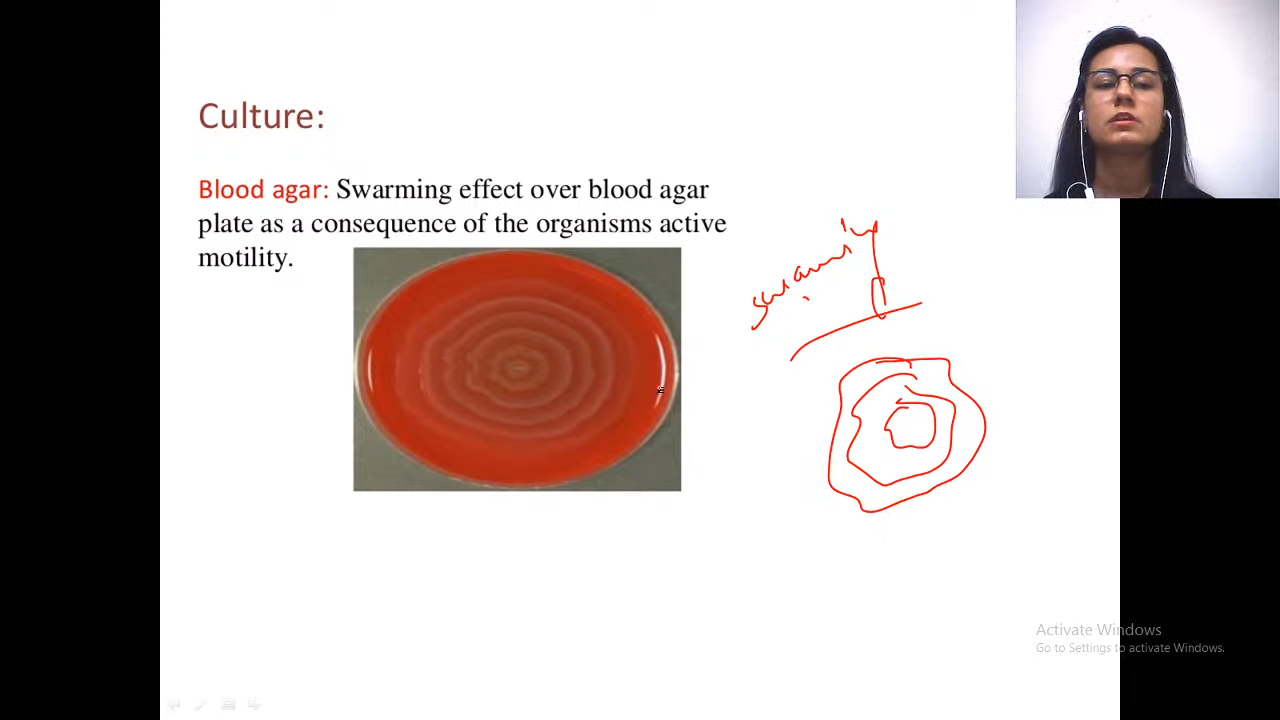 Culture:
Blood agar: Swarming effect over blood agar
plate as a consequence of the organisms active
motility.
swarming
Activate Windows
Go to Settings to activate Windows.